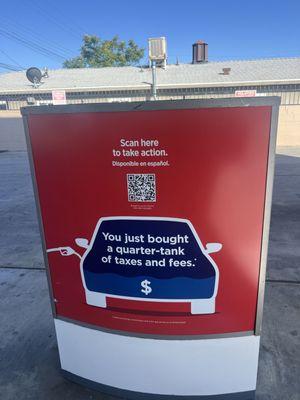 Scan here
to take action.
Disponible en español.
You just bought
a quarter-tank
of taxes and fees.*
$